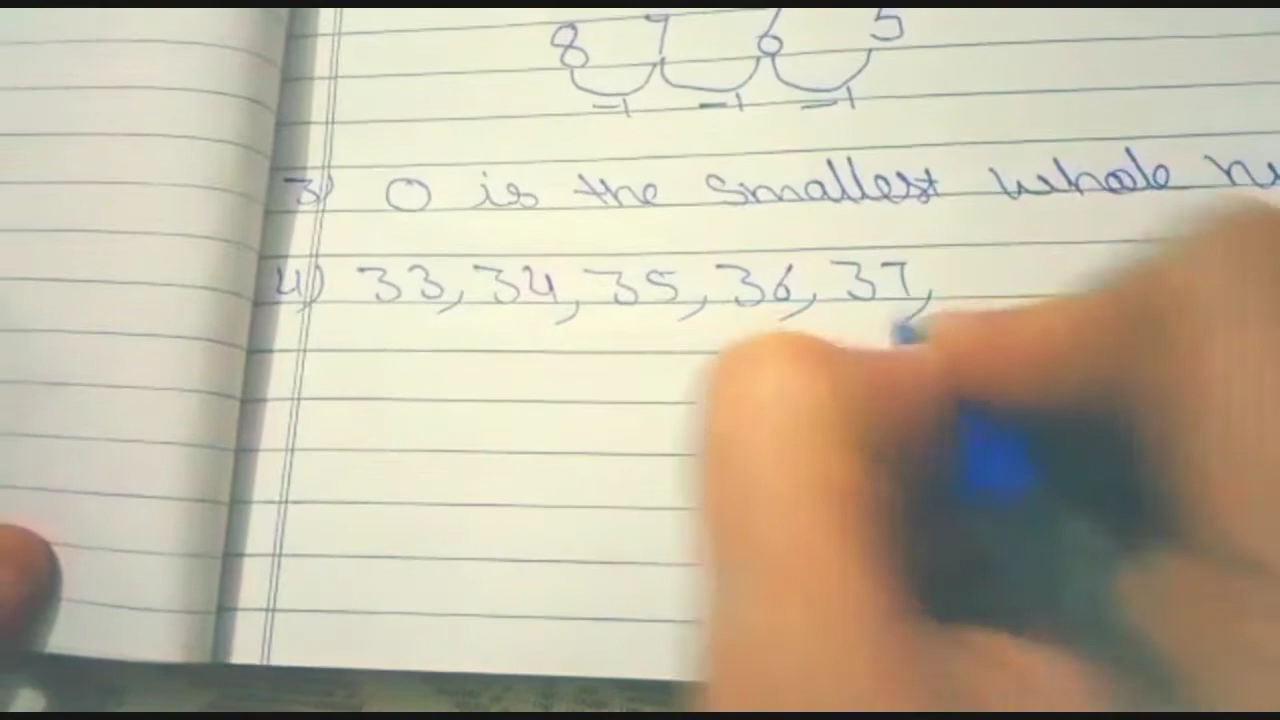 8 7 6 5
-1 -1 -1
3) 0 is the smallest whole
4) 33, 34, 35, 36, 37,